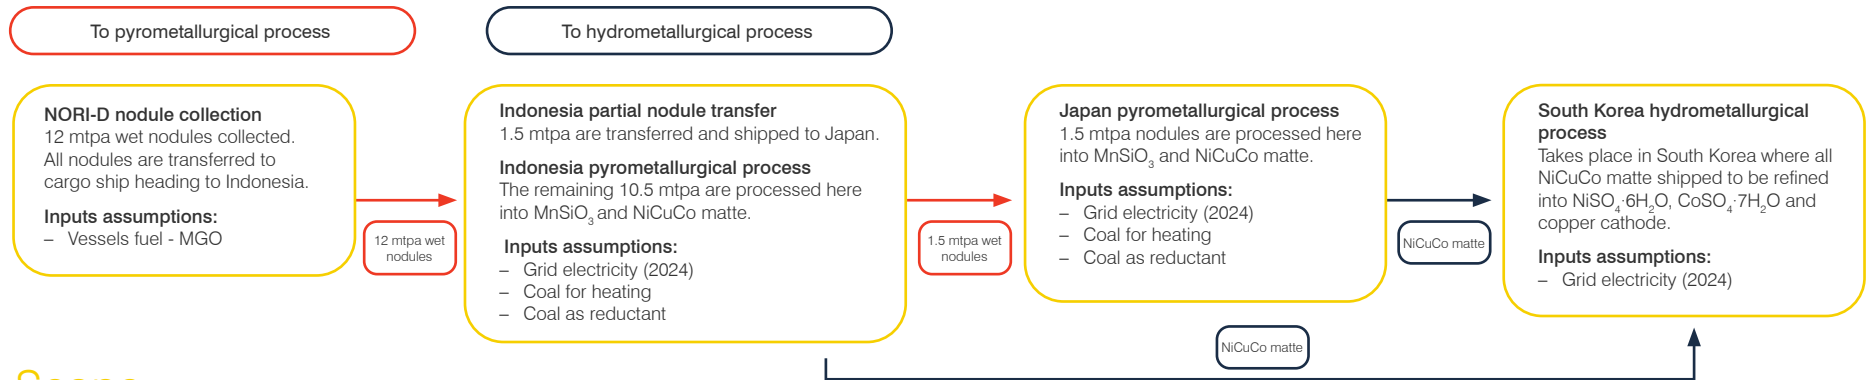 To pyrometallurgical process
To hydrometallurgical process
NORI-D nodule collection
12 mtpa wet nodules collected.
All nodules are transferred to
cargo ship heading to Indonesia.
Inputs assumptions:
– Vessels fuel - MGO
12 mtpa wet
nodules
Indonesia partial nodule transfer
1.5 mtpa are transferred and shipped to Japan.
Indonesia pyrometallurgical process
The remaining 10.5 mtpa are processed here
into MnSiO₃ and NiCuCo matte.
Inputs assumptions:
– Grid electricity (2024)
– Coal for heating
– Coal as reductant
1.5 mtpa wet
nodules
Japan pyrometallurgical process
1.5 mtpa nodules are processed here
into MnSiO₃ and NiCuCo matte.
Inputs assumptions:
– Grid electricity (2024)
– Coal for heating
– Coal as reductant
NiCuCo matte
South Korea hydrometallurgical
process
Takes place in South Korea where all
NiCuCo matte shipped to be refined
into NiSO₄·6H₂O, CoSO₄·7H₂O and
copper cathode.
Inputs assumptions:
– Grid electricity (2024)
NiCuCo matte